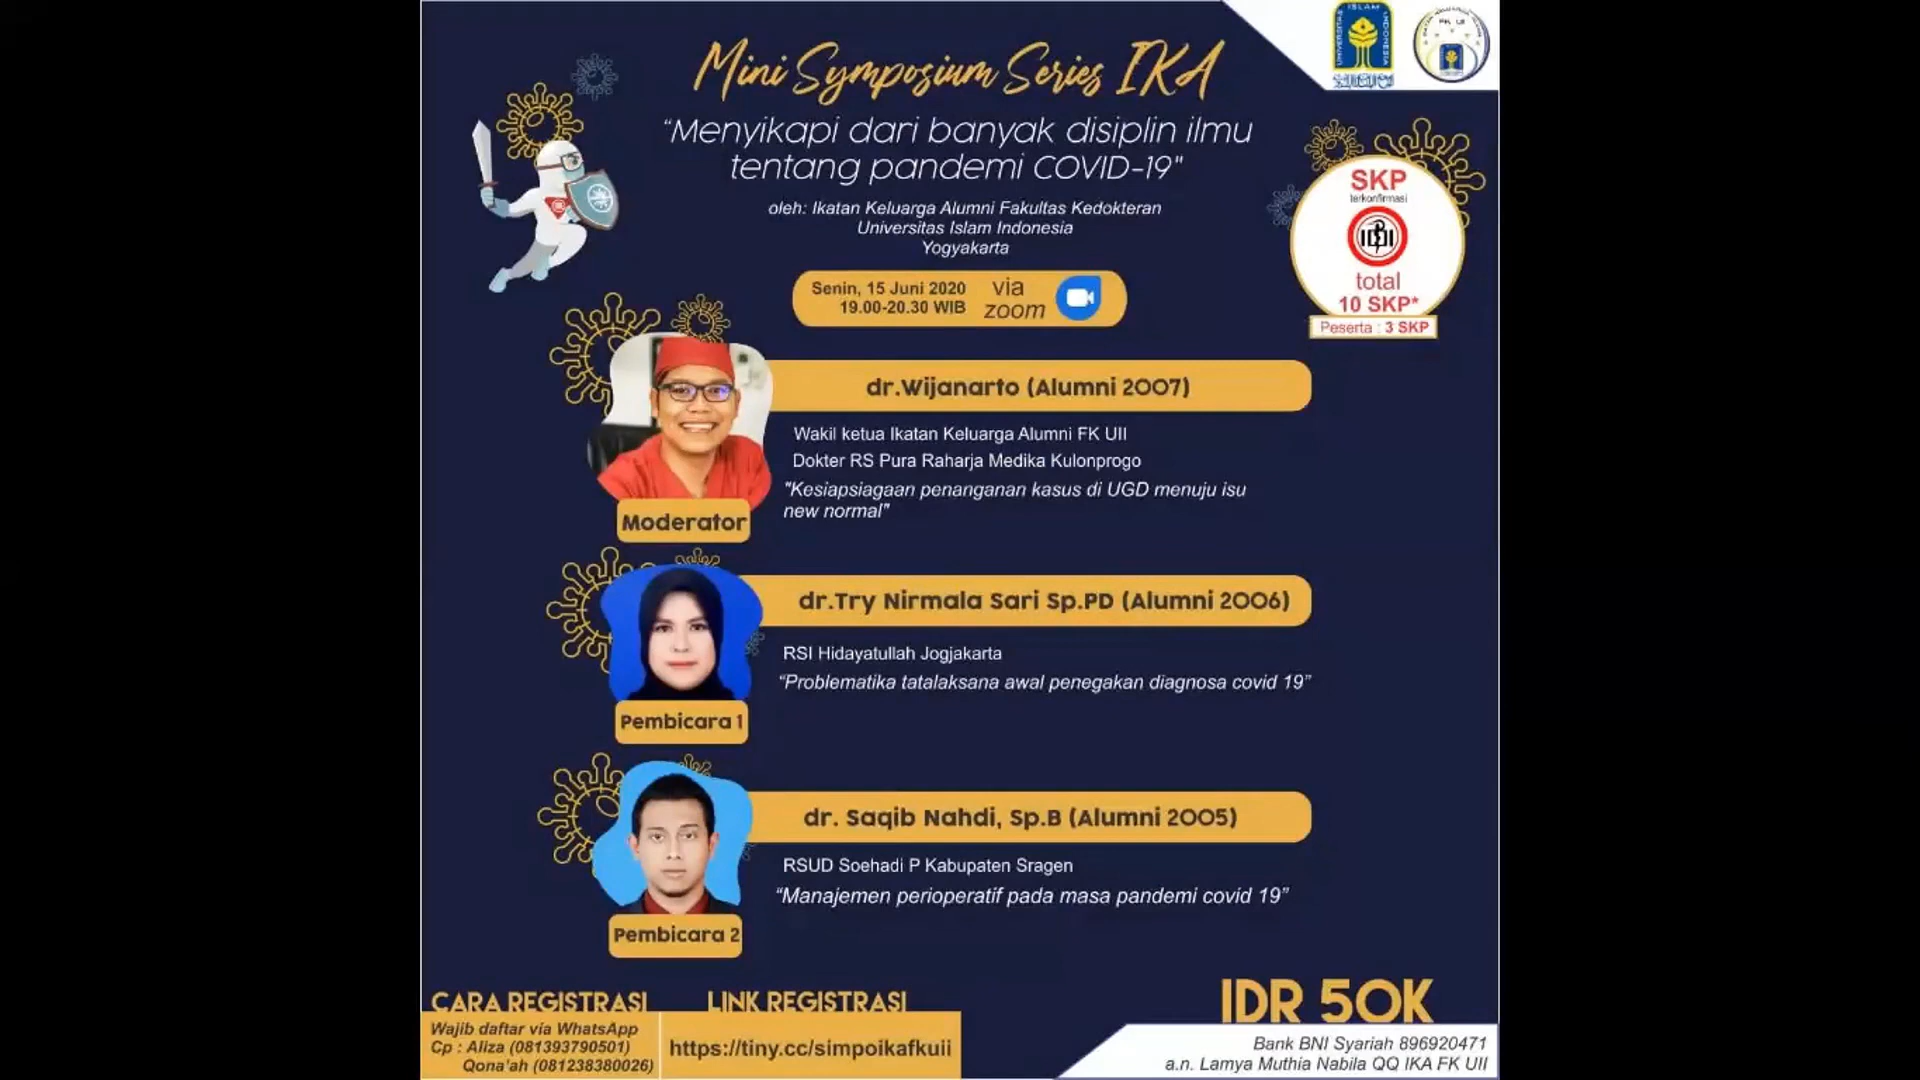 Mini Symposium Series IKA
“Menyikapi dari banyak disiplin ilmu
tentang pandemi COVID-19"
oleh: Ikatan Keluarga Alumni Fakultas Kedokteran
Universitas Islam Indonesia
Yogyakarta
Senin, 15 Juni 2020
19.00-20.30 WIB
via
zoom
UNIVERSITAS ISLAM INDONESIA
FK UII
SKP
terkonfirmasi
IDI
total
10 SKP*
Peserta : 3 SKP
dr.Wijanarto (Alumni 2007)
Wakil ketua Ikatan Keluarga Alumni FK UII
Dokter RS Pura Raharja Medika Kulonprogo
"Kesiapsiagaan penanganan kasus di UGD menuju isu
new normal"
Moderator
dr.Try Nirmala Sari Sp.PD (Alumni 2006)
RSI Hidayatullah Jogjakarta
“Problematika tatalaksana awal penegakan diagnosa covid 19”
Pembicara 1
dr. Saqib Nahdi, Sp.B (Alumni 2005)
RSUD Soehadi P Kabupaten Sragen
“Manajemen perioperatif pada masa pandemi covid 19”
Pembicara 2
CARA REGISTRASI
Wajib daftar via WhatsApp
Cp : Aliza (081393790501)
Qona'ah (081238380026)
LINK REGISTRASI
https://tiny.cc/simpoikafkuii
IDR 50K
Bank BNI Syariah 896920471
a.n. Lamya Muthia Nabila QQ IKA FK UII